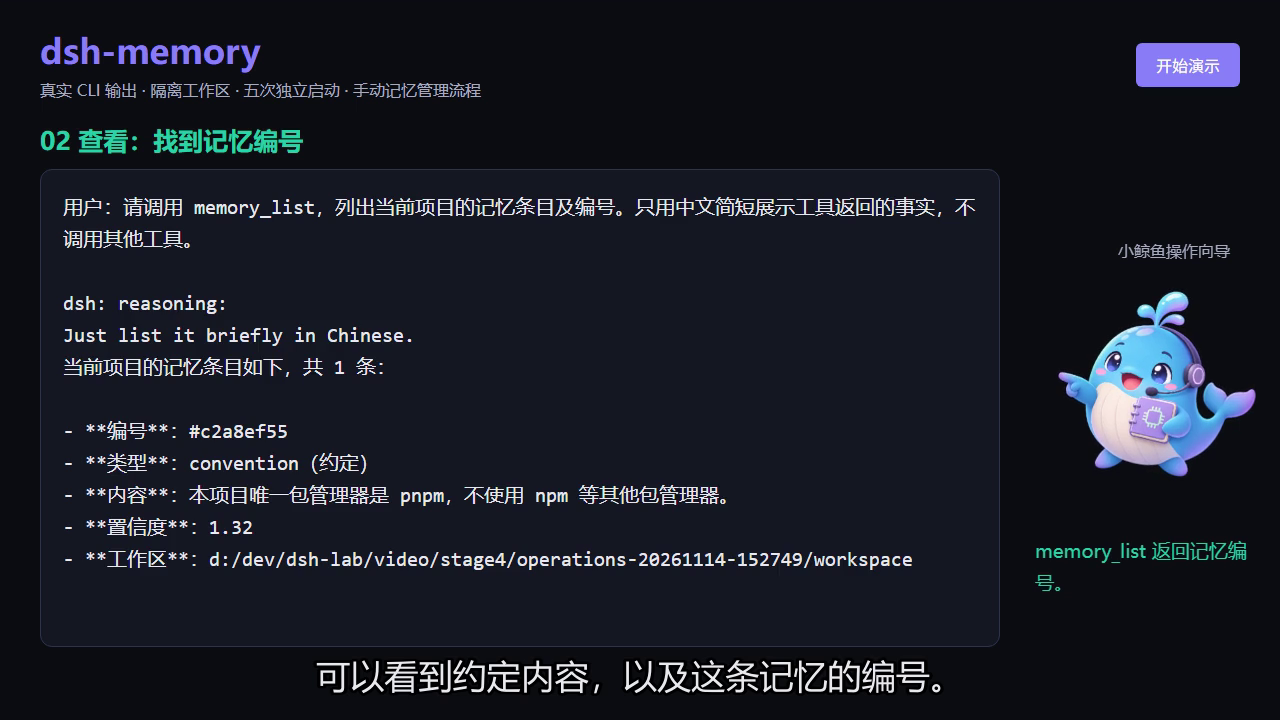 dsh-memory
真实 CLI 输出 · 隔离工作区 · 五次独立启动 · 手动记忆管理流程
开始演示
02 查看：找到记忆编号
用户：请调用 memory_list，列出当前项目的记忆条目及编号。只用中文简短展示工具返回的事实，不
调用其他工具。
dsh: reasoning:
Just list it briefly in Chinese.
当前项目的记忆条目如下，共 1 条：
- **编号**：#c2a8ef55
- **类型**：convention（约定）
- **内容**：本项目唯一包管理器是 pnpm，不使用 npm 等其他包管理器。
- **置信度**：1.32
- **工作区**：d:/dev/dsh-lab/video/stage4/operations-20261114-152749/workspace
小鲸鱼操作向导
memory_list 返回记忆编
号。
可以看到约定内容，以及这条记忆的编号。